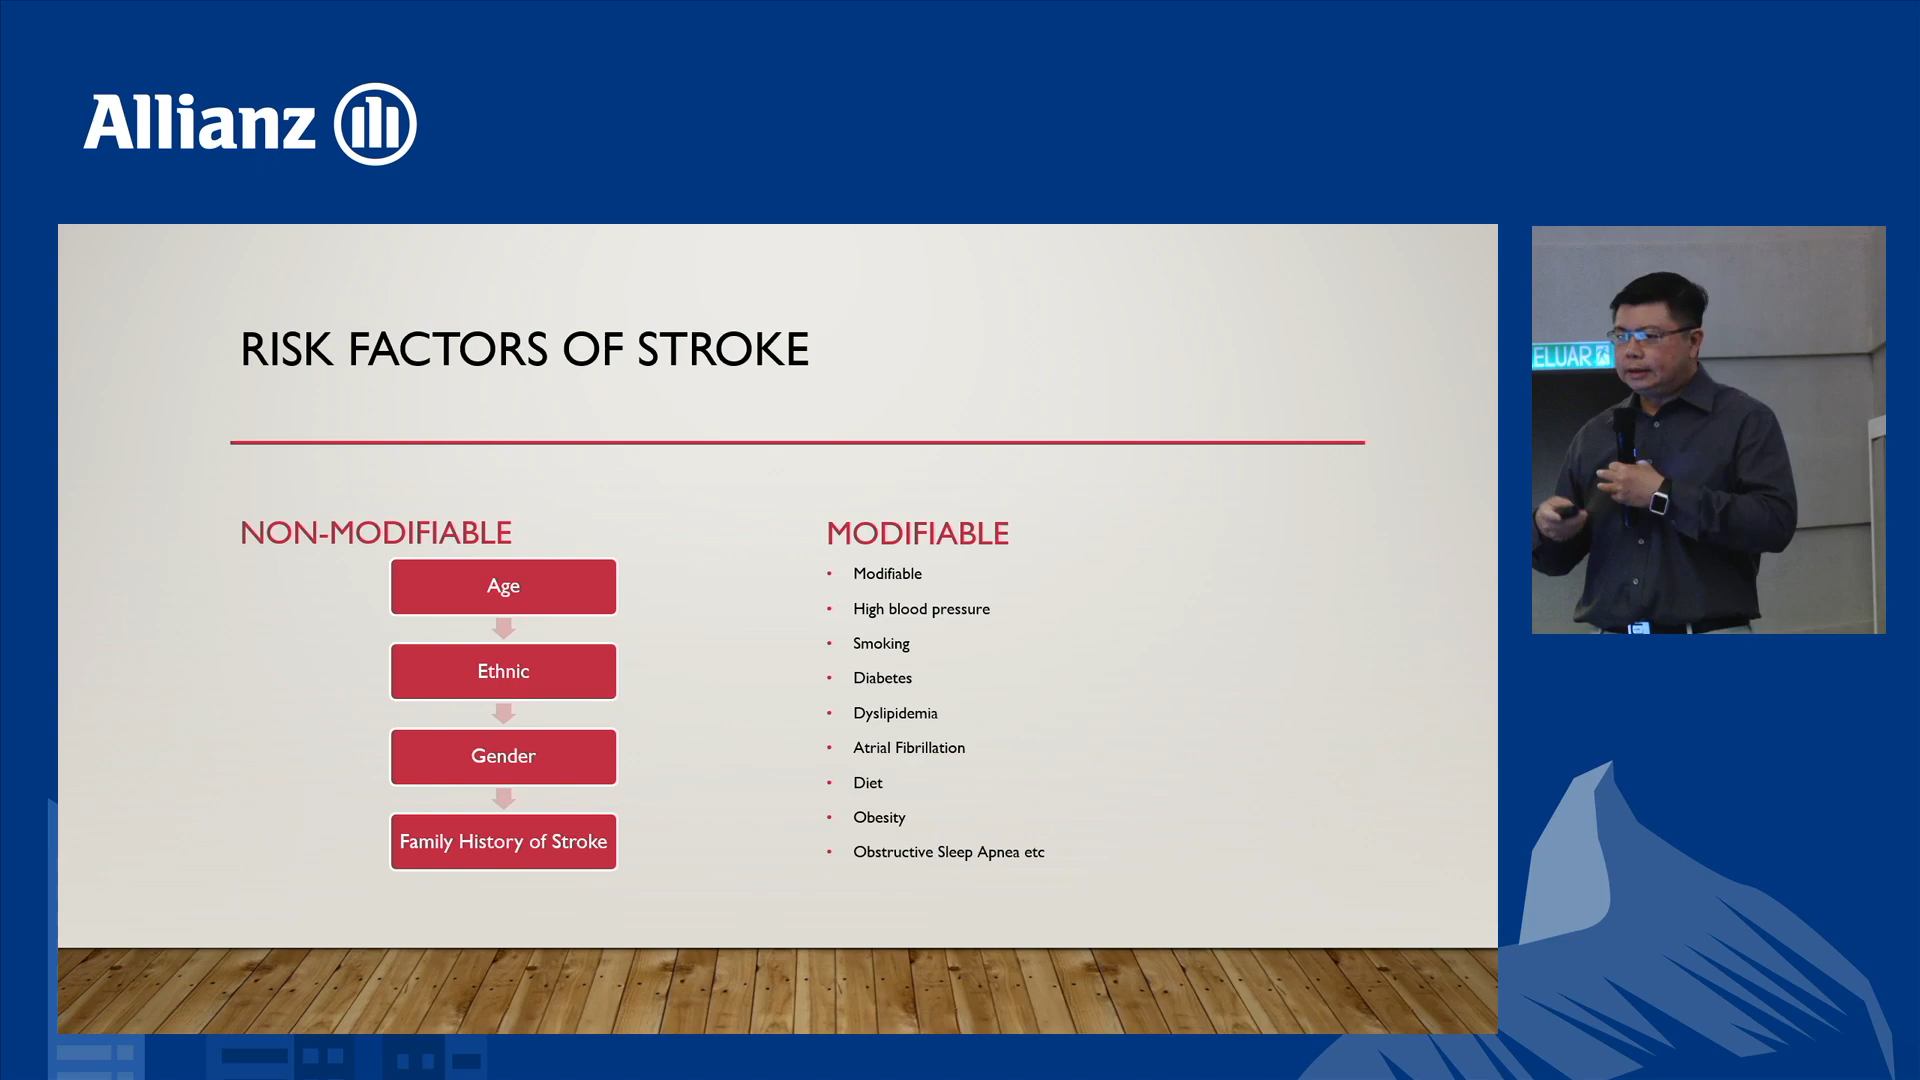 Allianz
RISK FACTORS OF STROKE
NON-MODIFIABLE
Age
Ethnic
Gender
Family History of Stroke
MODIFIABLE
• Modifiable
• High blood pressure
• Smoking
• Diabetes
• Dyslipidemia
• Atrial Fibrillation
• Diet
• Obesity
• Obstructive Sleep Apnea etc
ELUAR